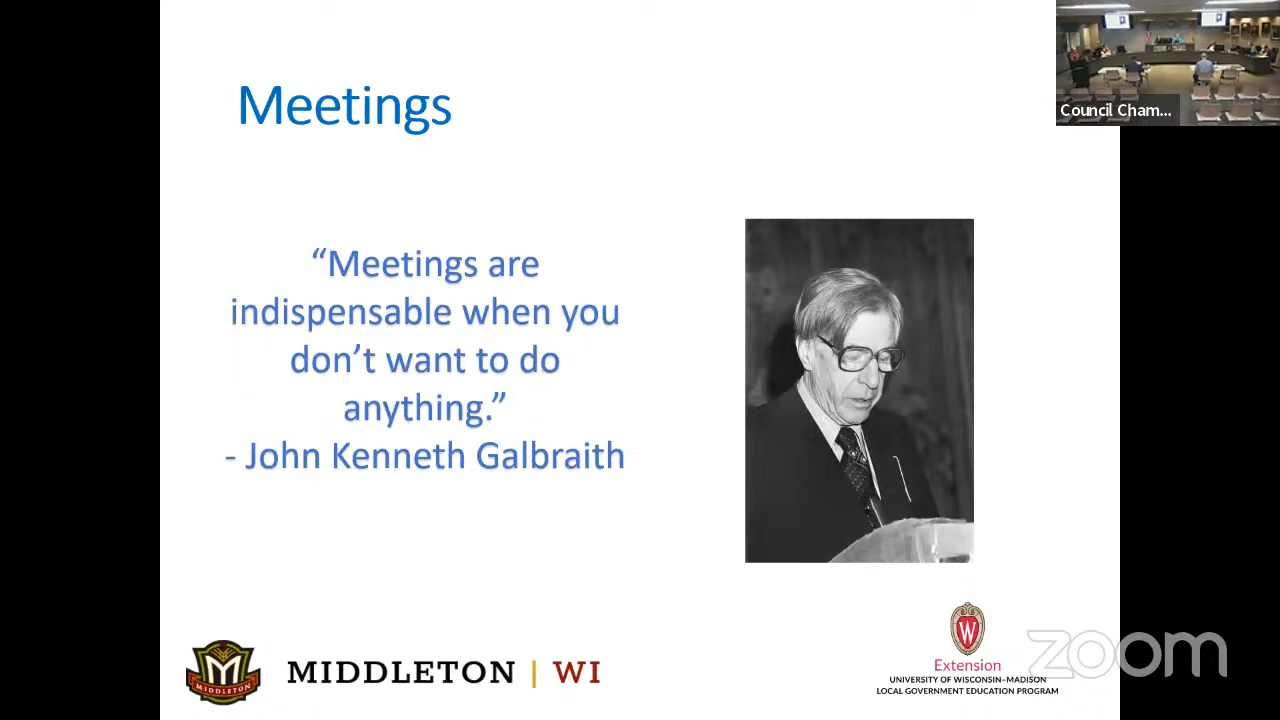 Meetings
Council Cham...
“Meetings are
indispensable when you
don’t want to do
anything.”
- John Kenneth Galbraith
M
MIDDLETON
MIDDLETON | WI
W
Extension
UNIVERSITY OF WISCONSIN–MADISON
LOCAL GOVERNMENT EDUCATION PROGRAM
zoom